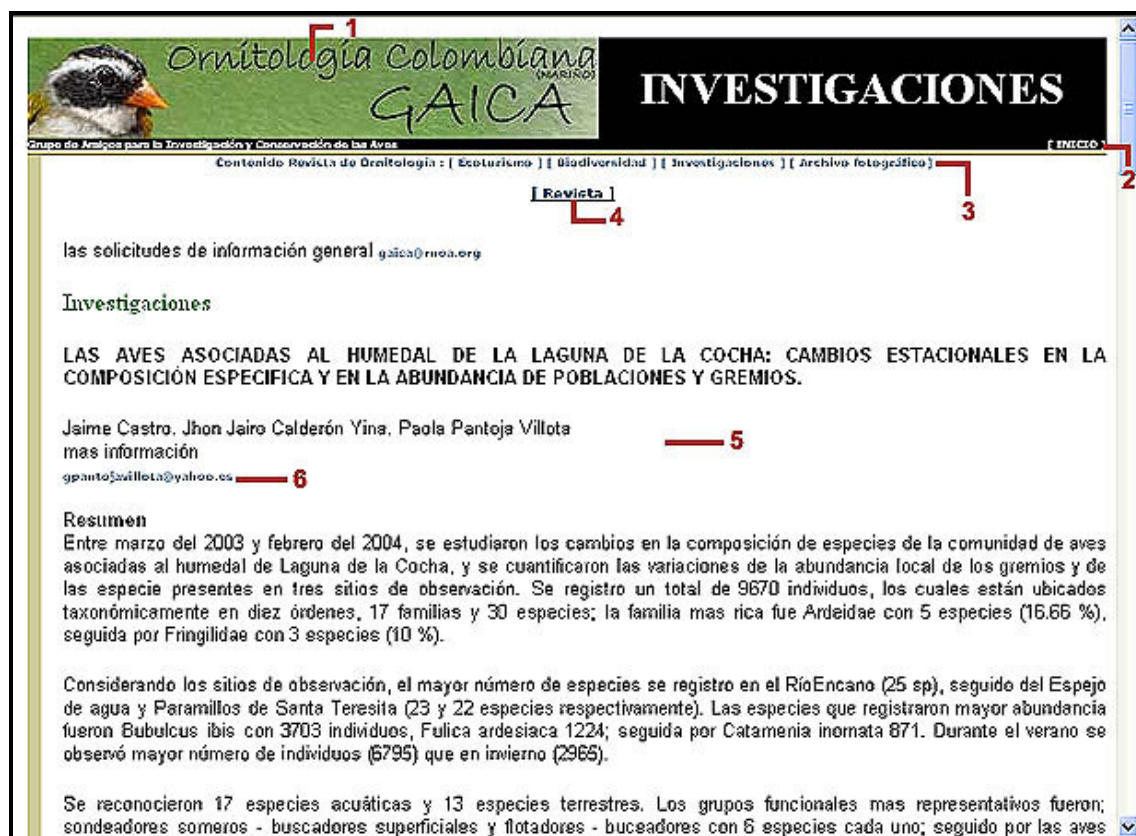 1
Ornitología Colombiana
(NARIÑO)
GAICA
INVESTIGACIONES
Grupo de Amigos para la Investigación y Conservación de las Aves
[ INICIO ]
2
Contenido Revista de Ornitología : [ Ecoturismo ] [ Biodiversidad ] [ Investigaciones ] [ Archivo fotográfico]
3
[ Revista ]
4
las solicitudes de información general gaica@rnoa.org
Investigaciones
LAS AVES ASOCIADAS AL HUMEDAL DE LA LAGUNA DE LA COCHA: CAMBIOS ESTACIONALES EN LA
COMPOSICIÓN ESPECIFICA Y EN LA ABUNDANCIA DE POBLACIONES Y GREMIOS.
Jaime Castro, Jhon Jairo Calderón Yina, Paola Pantoja Villota
5
mas información
gpantojavillota@yahoo.es
6
Resumen
Entre marzo del 2003 y febrero del 2004, se estudiaron los cambios en la composición de especies de la comunidad de aves
asociadas al humedal de Laguna de la Cocha, y se cuantificaron las variaciones de la abundancia local de los gremios y de
las especie presentes en tres sitios de observación. Se registro un total de 9670 individuos, los cuales están ubicados
taxonómicamente en diez órdenes, 17 familias y 30 especies; la familia mas rica fue Ardeidae con 5 especies (16.66 %),
seguida por Fringilidae con 3 especies (10 %).
Considerando los sitios de observación, el mayor número de especies se registro en el RíoEncano (25 sp), seguido del Espejo
de agua y Paramillos de Santa Teresita (23 y 22 especies respectivamente). Las especies que registraron mayor abundancia
fueron Bubulcus ibis con 3703 individuos, Fulica ardesiaca 1224; seguida por Catamenia inornata 871. Durante el verano se
observó mayor número de individuos (6795) que en invierno (2965).
Se reconocieron 17 especies acuáticas y 13 especies terrestres. Los grupos funcionales mas representativos fueron;
sondeadores someros - buscadores superficiales y flotadores - buceadores con 6 especies cada uno; seguido por las aves